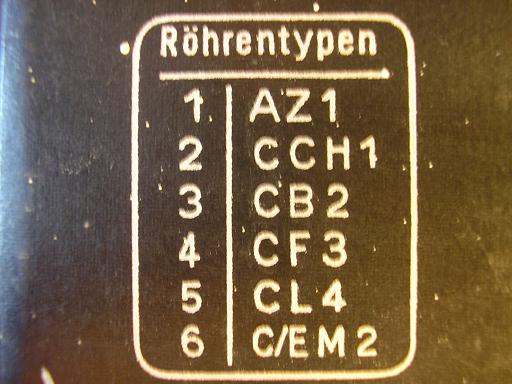 Röhrentypen
1 AZ1
2 CCH1
3 CB2
4 CF3
5 CL4
6 C/EM2